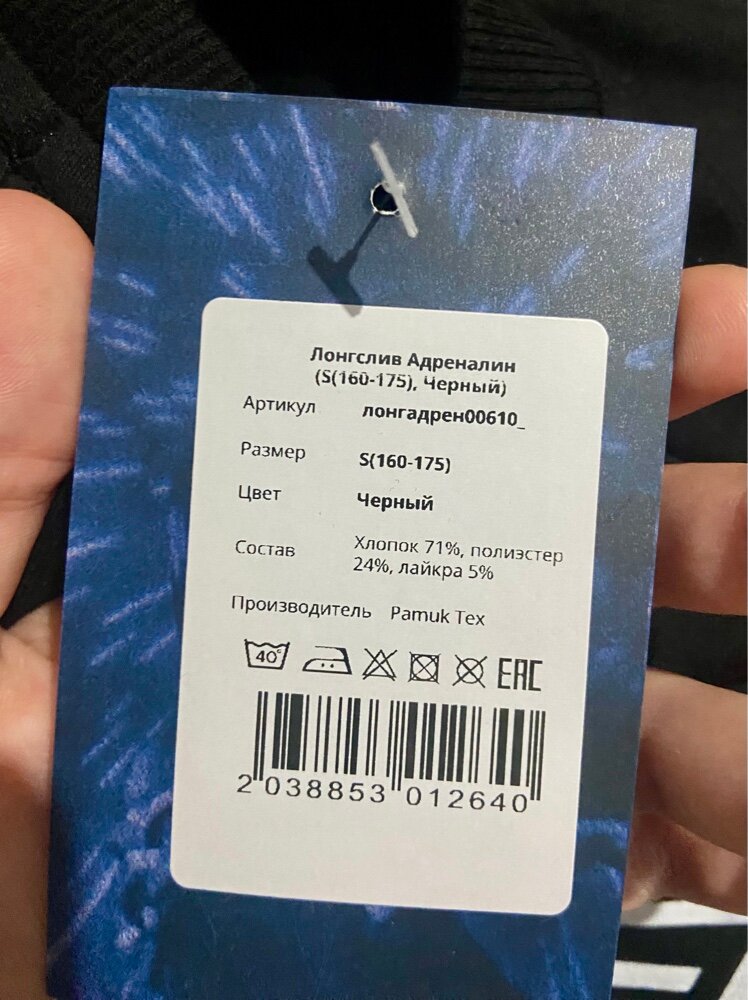 Лонгслив Адреналин
(S(160-175), Черный)
Артикул лонгадрен00610_
Размер S(160-175)
Цвет Черный
Состав Хлопок 71%, полиэстер
24%, лайкра 5%
Производитель Pamuk Tex
40° EAC
2 038853 012640